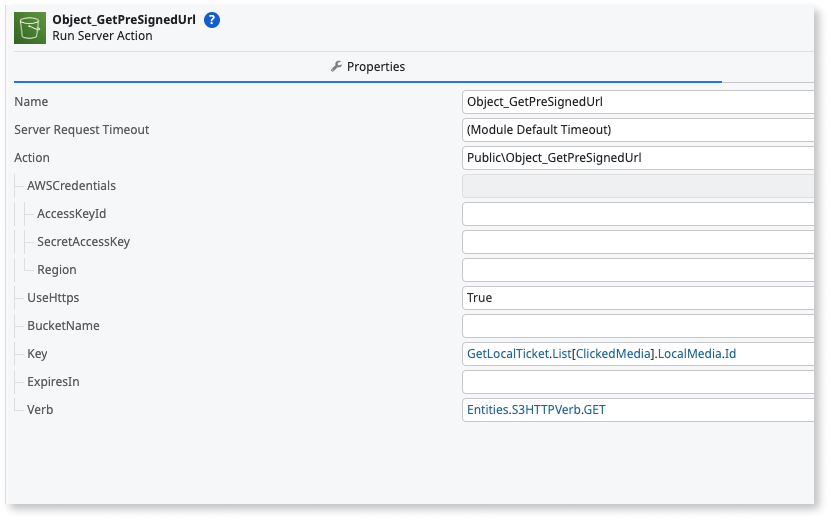 Object_GetPreSignedUrl ?
Run Server Action
Properties
Name Object_GetPreSignedUrl
Server Request Timeout (Module Default Timeout)
Action Public\Object_GetPreSignedUrl
AWSCredentials
AccessKeyId
SecretAccessKey
Region
UseHttps True
BucketName
Key GetLocalTicket.List[ClickedMedia].LocalMedia.Id
ExpiresIn
Verb Entities.S3HTTPVerb.GET